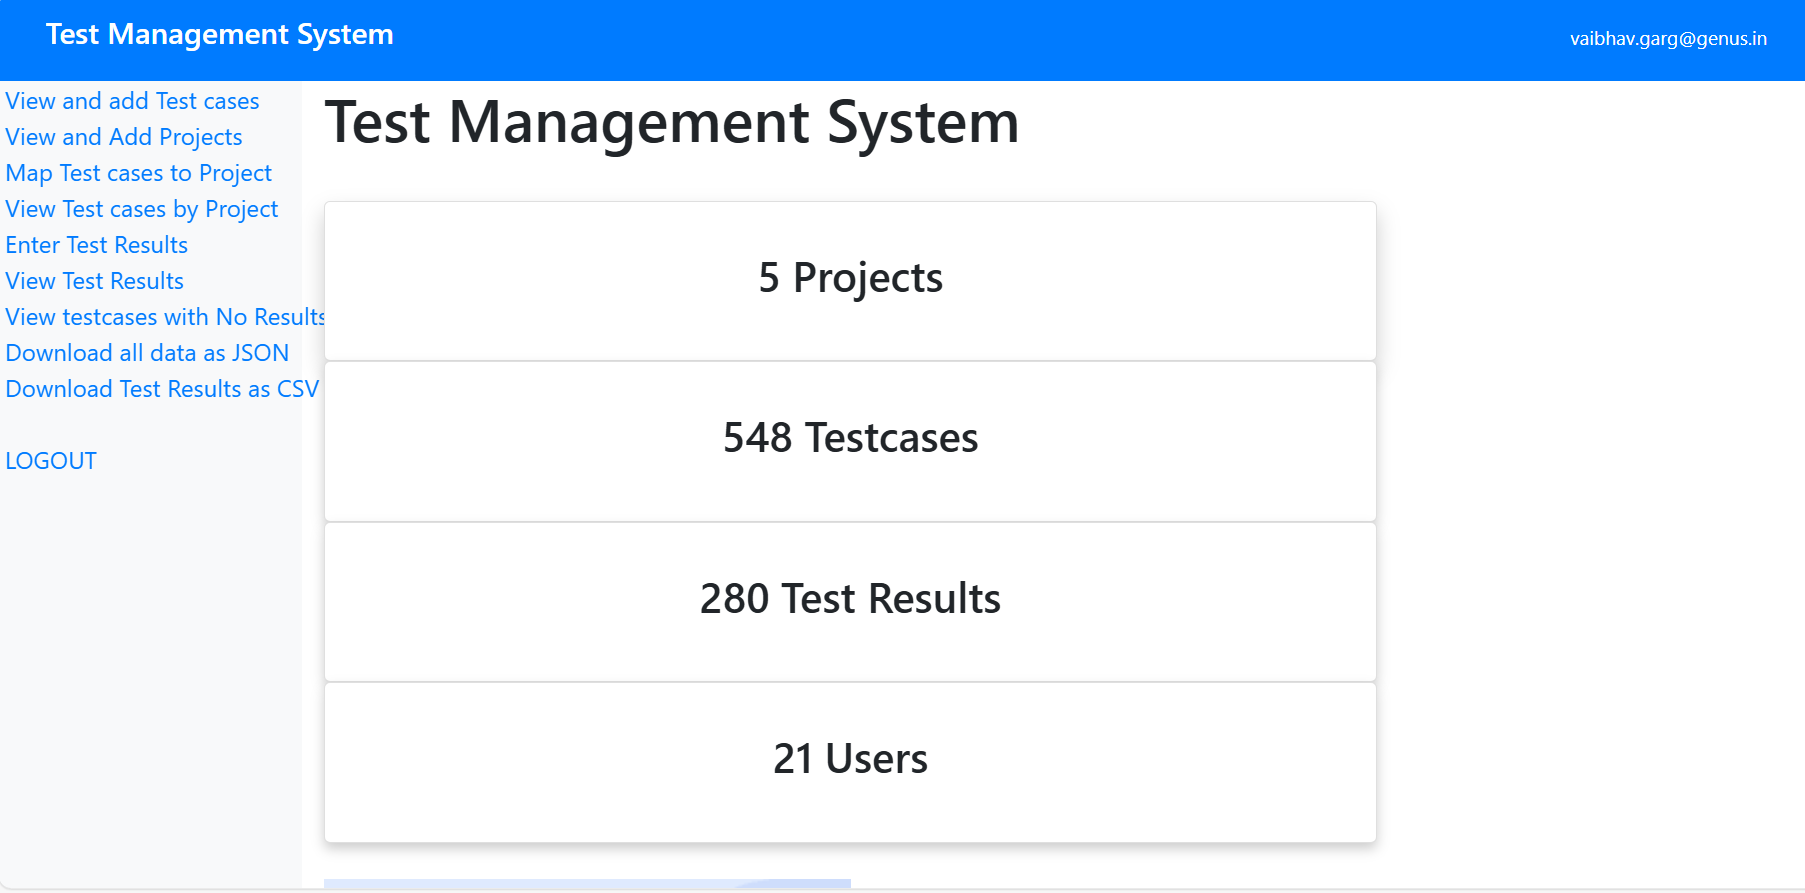 Test Management System
vaibhav.garg@genus.in
View and add Test cases
View and Add Projects
Map Test cases to Project
View Test cases by Project
Enter Test Results
View Test Results
View testcases with No Results
Download all data as JSON
Download Test Results as CSV
LOGOUT
Test Management System
5 Projects
548 Testcases
280 Test Results
21 Users